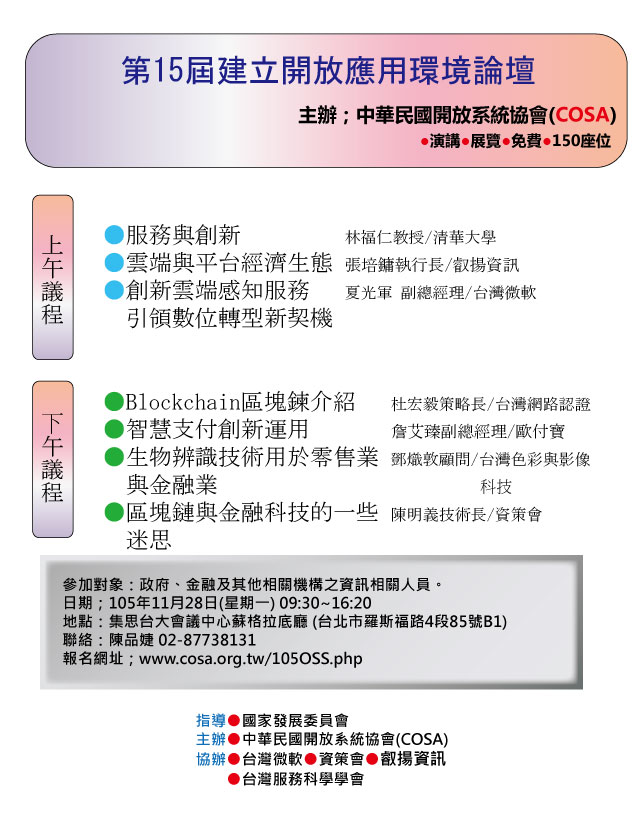 第15屆建立開放應用環境論壇
主辦；中華民國開放系統協會(COSA)
●演講●展覽●免費●150座位
上午議程
●服務與創新 林福仁教授/清華大學
●雲端與平台經濟生態 張培鏞執行長/叡揚資訊
●創新雲端感知服務 夏光軍 副總經理/台灣微軟
引領數位轉型新契機
下午議程
●Blockchain區塊鍊介紹 杜宏毅策略長/台灣網路認證
●智慧支付創新運用 詹艾臻副總經理/歐付寶
●生物辨識技術用於零售業 鄧熾敦顧問/台灣色彩與影像
與金融業 科技
●區塊鏈與金融科技的一些 陳明義技術長/資策會
迷思
參加對象：政府、金融及其他相關機構之資訊相關人員。
日期；105年11月28日(星期一) 09:30~16:20
地點：集思台大會議中心蘇格拉底廳 (台北市羅斯福路4段85號B1)
聯絡：陳品婕 02-87738131
報名網址；www.cosa.org.tw/105OSS.php
指導●國家發展委員會
主辦●中華民國開放系統協會(COSA)
協辦●台灣微軟●資策會●叡揚資訊
●台灣服務科學學會